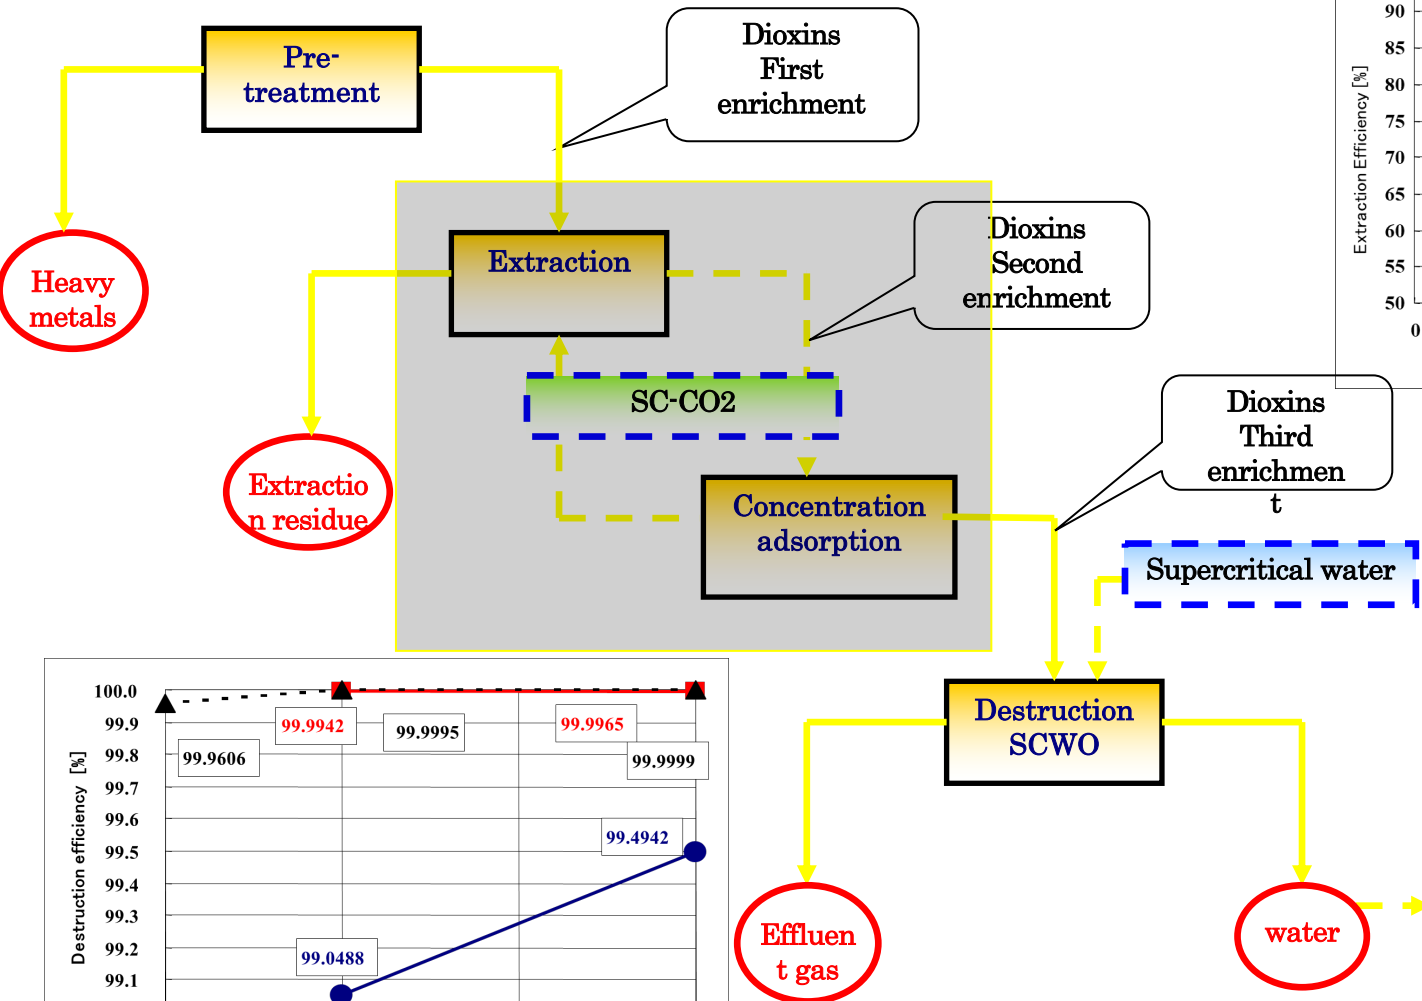 Pre-
treatment
Dioxins
First
enrichment
Heavy
metals
Extraction
Dioxins
Second
enrichment
SC-CO2
Extractio
n residue
Concentration
adsorption
Dioxins
Third
enrichmen
t
Supercritical water
Destruction
SCWO
Effluen
t gas
water
Extraction Efficiency [%]
90
85
80
75
70
65
60
55
50
0
Destruction efficiency [%]
100.0
99.9
99.8
99.7
99.6
99.5
99.4
99.3
99.2
99.1
99.9606
99.9942
99.9995
99.9965
99.9999
99.4942
99.0488